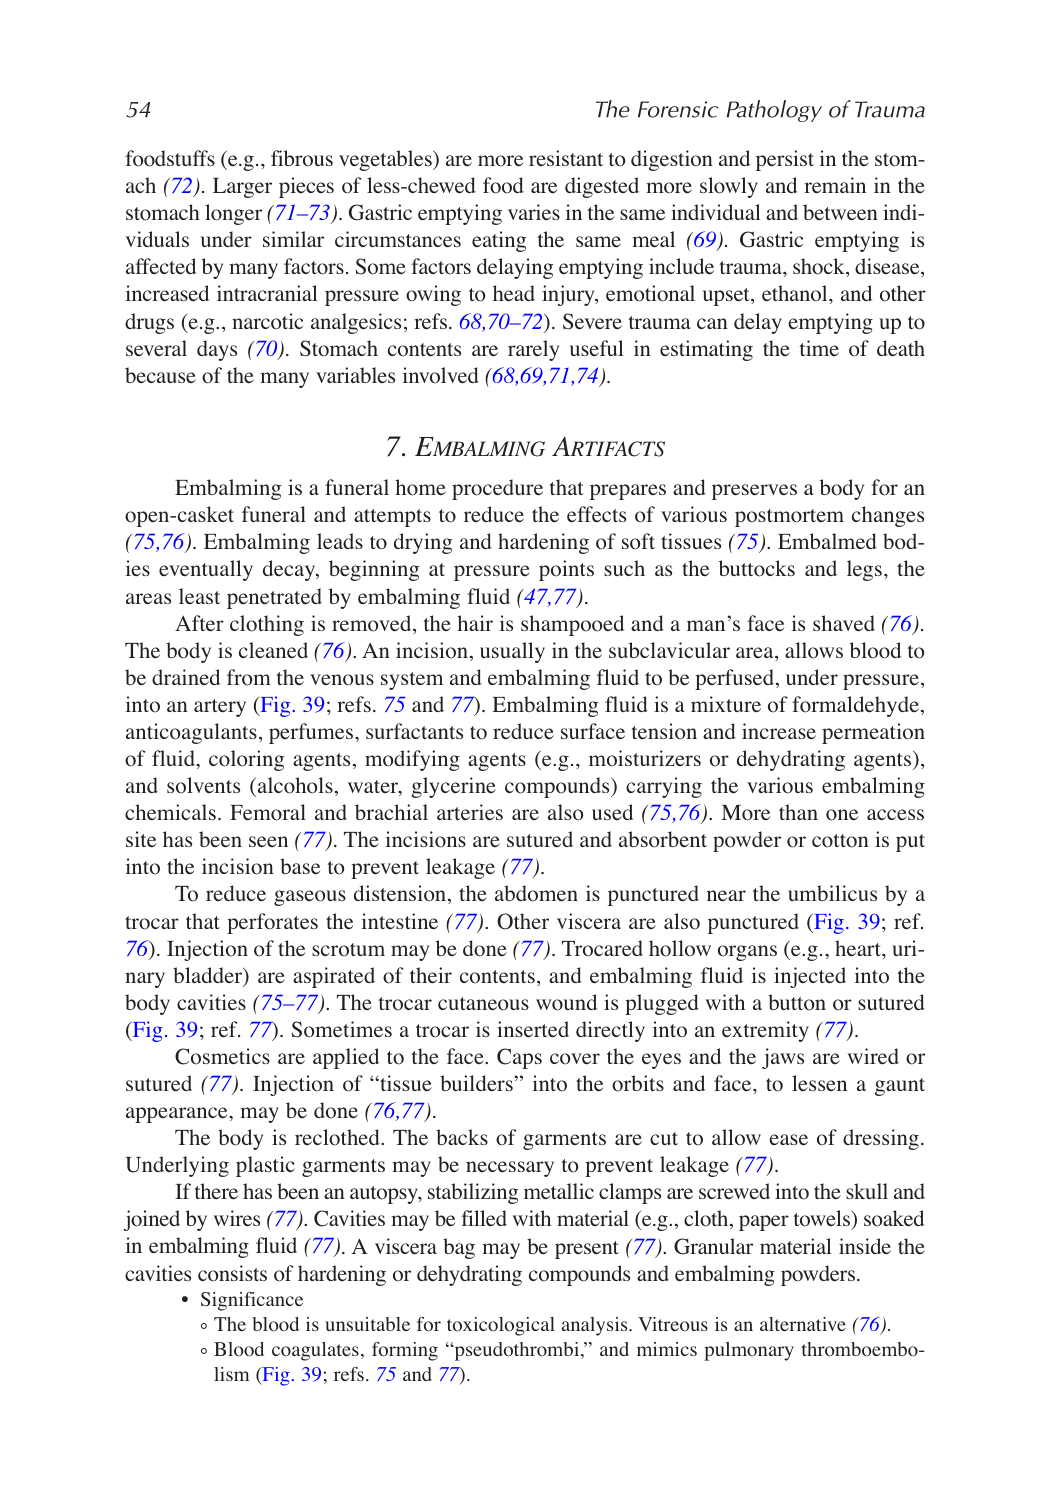 54
The Forensic Pathology of Trauma
foodstuffs (e.g., fibrous vegetables) are more resistant to digestion and persist in the stom-
ach (72). Larger pieces of less-chewed food are digested more slowly and remain in the
stomach longer (71–73). Gastric emptying varies in the same individual and between indi-
viduals under similar circumstances eating the same meal (69). Gastric emptying is
affected by many factors. Some factors delaying emptying include trauma, shock, disease,
increased intracranial pressure owing to head injury, emotional upset, ethanol, and other
drugs (e.g., narcotic analgesics; refs. 68,70–72). Severe trauma can delay emptying up to
several days (70). Stomach contents are rarely useful in estimating the time of death
because of the many variables involved (68,69,71,74).
7. EMBALMING ARTIFACTS
Embalming is a funeral home procedure that prepares and preserves a body for an
open-casket funeral and attempts to reduce the effects of various postmortem changes
(75,76). Embalming leads to drying and hardening of soft tissues (75). Embalmed bod-
ies eventually decay, beginning at pressure points such as the buttocks and legs, the
areas least penetrated by embalming fluid (47,77).
After clothing is removed, the hair is shampooed and a man’s face is shaved (76).
The body is cleaned (76). An incision, usually in the subclavicular area, allows blood to
be drained from the venous system and embalming fluid to be perfused, under pressure,
into an artery (Fig. 39; refs. 75 and 77). Embalming fluid is a mixture of formaldehyde,
anticoagulants, perfumes, surfactants to reduce surface tension and increase permeation
of fluid, coloring agents, modifying agents (e.g., moisturizers or dehydrating agents),
and solvents (alcohols, water, glycerine compounds) carrying the various embalming
chemicals. Femoral and brachial arteries are also used (75,76). More than one access
site has been seen (77). The incisions are sutured and absorbent powder or cotton is put
into the incision base to prevent leakage (77).
To reduce gaseous distension, the abdomen is punctured near the umbilicus by a
trocar that perforates the intestine (77). Other viscera are also punctured (Fig. 39; ref.
76). Injection of the scrotum may be done (77). Trocared hollow organs (e.g., heart, uri-
nary bladder) are aspirated of their contents, and embalming fluid is injected into the
body cavities (75–77). The trocar cutaneous wound is plugged with a button or sutured
(Fig. 39; ref. 77). Sometimes a trocar is inserted directly into an extremity (77).
Cosmetics are applied to the face. Caps cover the eyes and the jaws are wired or
sutured (77). Injection of “tissue builders” into the orbits and face, to lessen a gaunt
appearance, may be done (76,77).
The body is reclothed. The backs of garments are cut to allow ease of dressing.
Underlying plastic garments may be necessary to prevent leakage (77).
If there has been an autopsy, stabilizing metallic clamps are screwed into the skull and
joined by wires (77). Cavities may be filled with material (e.g., cloth, paper towels) soaked
in embalming fluid (77). A viscera bag may be present (77). Granular material inside the
cavities consists of hardening or dehydrating compounds and embalming powders.
• Significance
◦ The blood is unsuitable for toxicological analysis. Vitreous is an alternative (76).
◦ Blood coagulates, forming “pseudothrombi,” and mimics pulmonary thromboembo-
lism (Fig. 39; refs. 75 and 77).